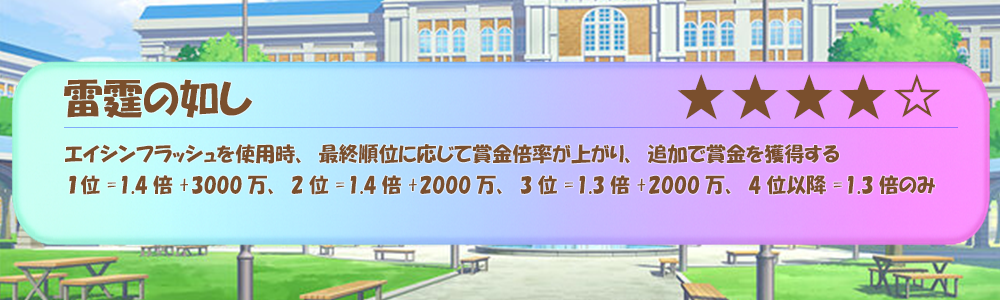 雷霆の如し ★★★★☆
エイシンフラッシュを使用時、最終順位に応じて賞金倍率が上がり、追加で賞金を獲得する
1位=1.4倍+3000万、2位=1.4倍+2000万、3位=1.3倍+2000万、4位以降=1.3倍のみ